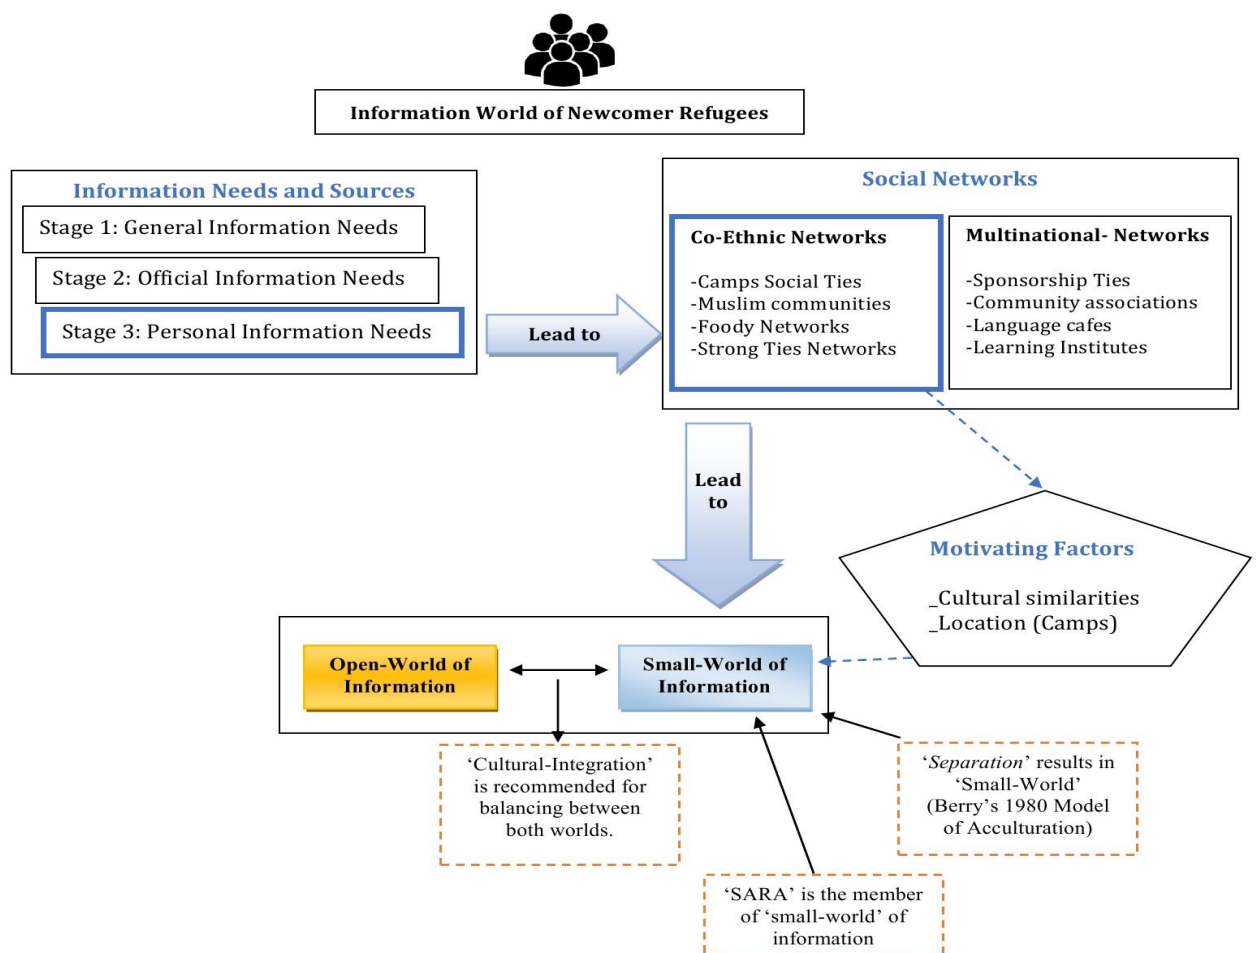 Information World of Newcomer Refugees
Information Needs and Sources
Stage 1: General Information Needs
Stage 2: Official Information Needs
Stage 3: Personal Information Needs
Lead to
Social Networks
Co-Ethnic Networks
-Camps Social Ties
-Muslim communities
-Foody Networks
-Strong Ties Networks
Multinational- Networks
-Sponsorship Ties
-Community associations
-Language cafes
-Learning Institutes
Lead
to
Motivating Factors
_Cultural similarities
_Location (Camps)
Open-World of
Information
Small-World of
Information
‘Cultural-Integration’
is recommended for
balancing between
both worlds.
‘Separation’ results in
‘Small-World’
(Berry’s 1980 Model
of Acculturation)
‘SARA’ is the member
of ‘small-world’ of
information